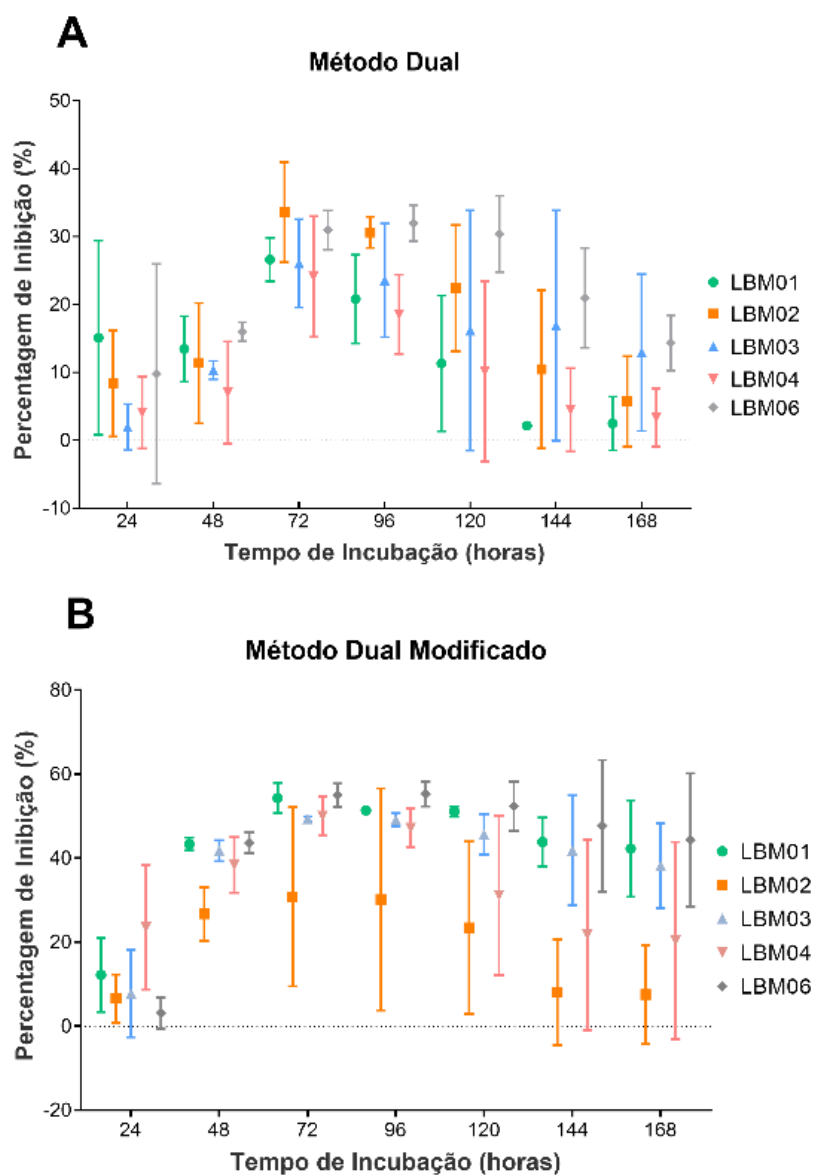 A
Método Dual
Percentagem de Inibição (%)
50
40
30
20
10
0
-10
24 48 72 96 120 144 168
Tempo de Incubação (horas)
LBM01
LBM02
LBM03
LBM04
LBM06
B
Método Dual Modificado
Percentagem de Inibição (%)
80
60
40
20
0
-20
24 48 72 96 120 144 168
Tempo de Incubação (horas)
LBM01
LBM02
LBM03
LBM04
LBM06